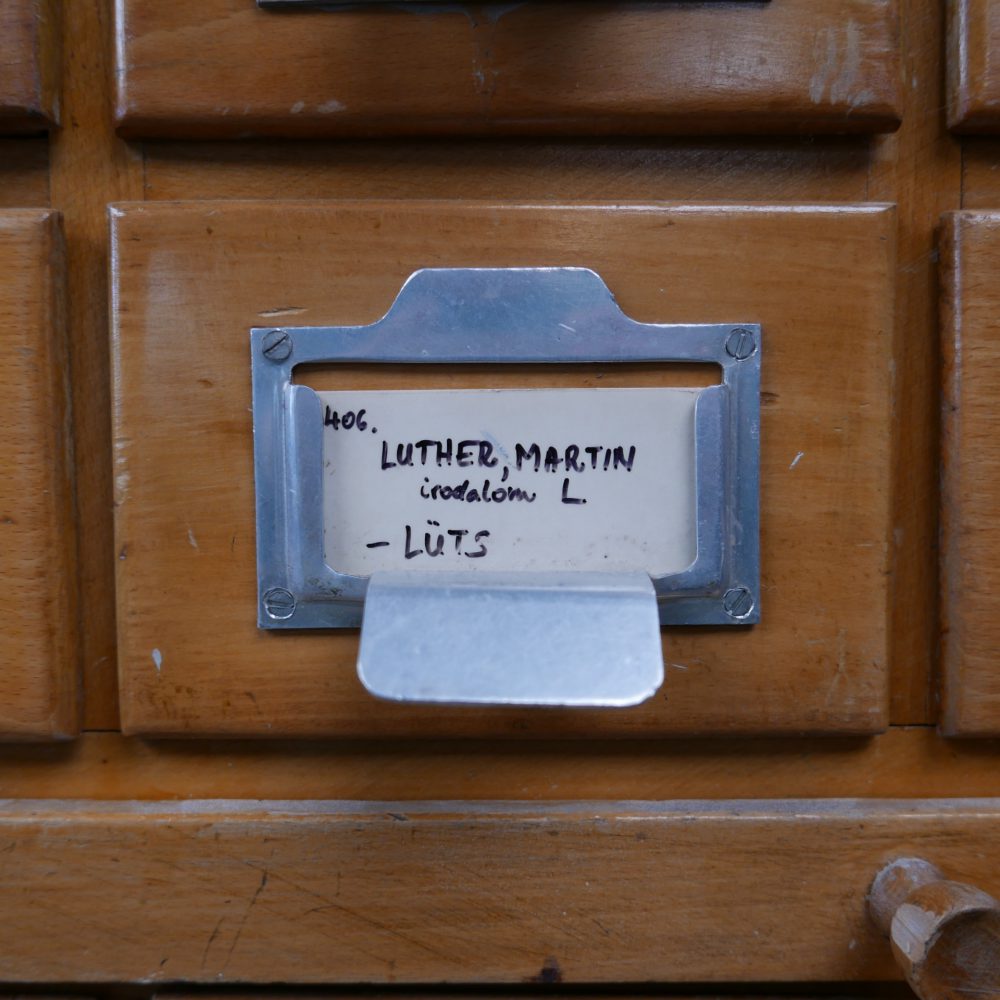 406.
LUTHER, MARTIN
irodalom L.
– LÜTS